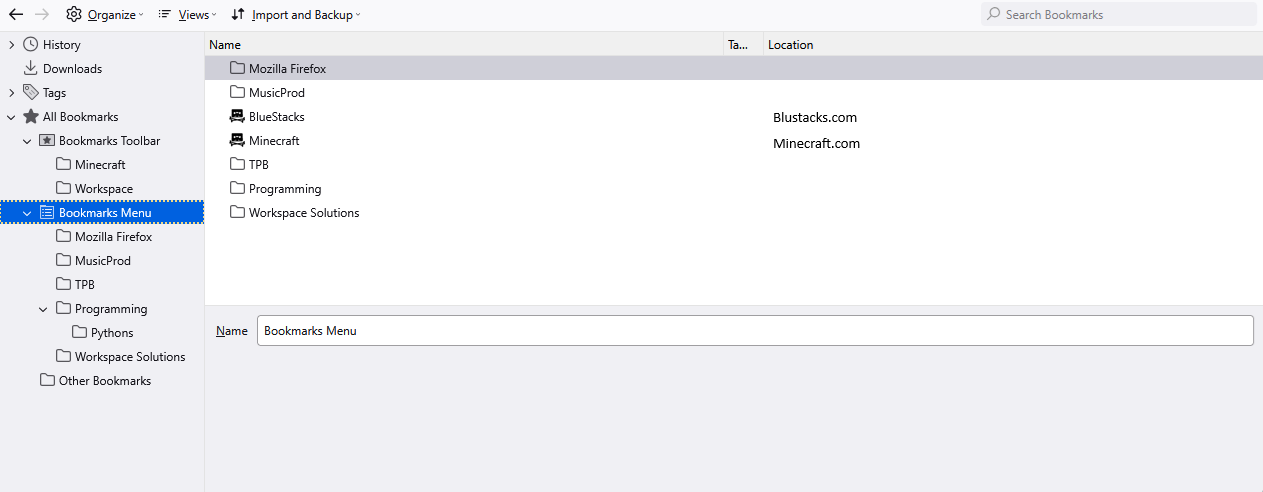 Organize Views Import and Backup Search Bookmarks
History
Downloads
Tags
All Bookmarks
Bookmarks Toolbar
Minecraft
Workspace
Bookmarks Menu
Mozilla Firefox
MusicProd
TPB
Programming
Pythons
Workspace Solutions
Other Bookmarks
Name Ta... Location
Mozilla Firefox
MusicProd
BlueStacks Blustacks.com
Minecraft Minecraft.com
TPB
Programming
Workspace Solutions
Name Bookmarks Menu